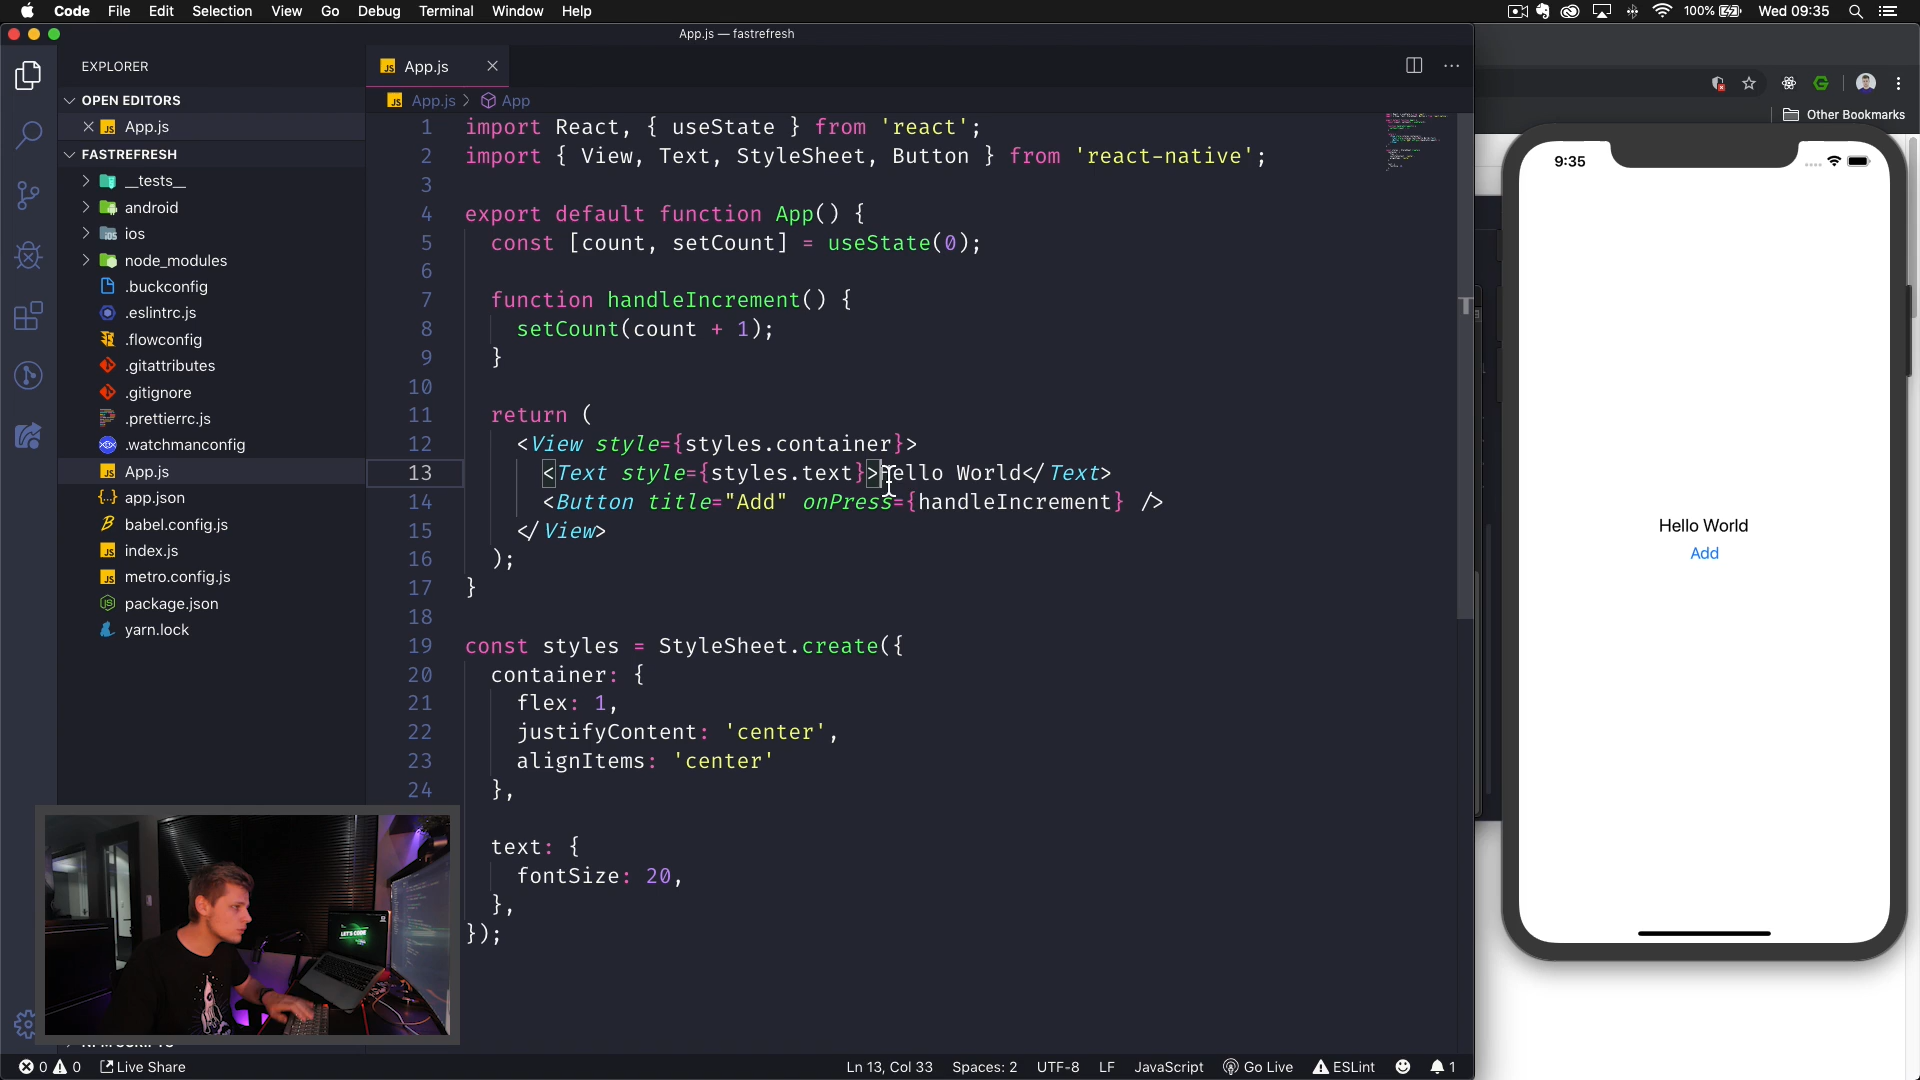 Code File Edit Selection View Go Debug Terminal Window Help
100% Wed 09:35
App.js — fastrefresh
EXPLORER
OPEN EDITORS
App.js
FASTREFRESH
__tests__
android
ios
node_modules
.buckconfig
.eslintrc.js
.flowconfig
.gitattributes
.gitignore
.prettierrc.js
.watchmanconfig
App.js
app.json
babel.config.js
index.js
metro.config.js
package.json
yarn.lock
App.js
App.js > App
1 import React, { useState } from 'react';
2 import { View, Text, StyleSheet, Button } from 'react-native';
3
4 export default function App() {
5 const [count, setCount] = useState(0);
6
7 function handleIncrement() {
8 setCount(count + 1);
9 }
10
11 return (
12 <View style={styles.container}>
13 <Text style={styles.text}>Hello World</Text>
14 <Button title="Add" onPress={handleIncrement} />
15 </View>
16 );
17 }
18
19 const styles = StyleSheet.create({
20 container: {
21 flex: 1,
22 justifyContent: 'center',
23 alignItems: 'center'
24 },
text: {
fontSize: 20,
},
});
Other Bookmarks
9:35
Hello World
Add
LET'S CODE
0 0 Live Share
Ln 13, Col 33 Spaces: 2 UTF-8 LF JavaScript Go Live ESLint 1